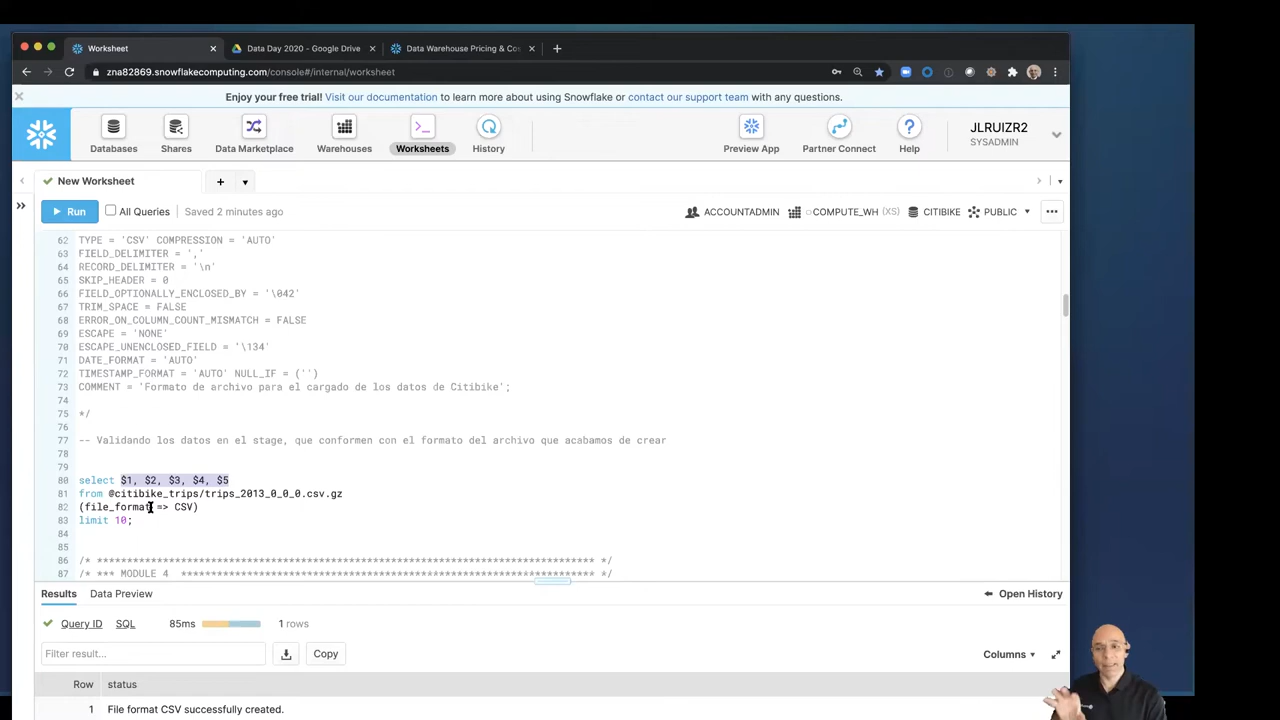 Worksheet
Data Day 2020 - Google Drive
Data Warehouse Pricing & Co
zna82869.snowflakecomputing.com/console#/internal/worksheet
Enjoy your free trial! Visit our documentation to learn more about using Snowflake or contact our support team with any questions.
Databases
Shares
Data Marketplace
Warehouses
Worksheets
History
Preview App
Partner Connect
Help
JLRUIZR2
SYSADMIN
New Worksheet
Run
All Queries
Saved 2 minutes ago
ACCOUNTADMIN
COMPUTE_WH (XS)
CITIBIKE
PUBLIC
62 TYPE = 'CSV' COMPRESSION = 'AUTO'
63 FIELD_DELIMITER = ','
64 RECORD_DELIMITER = '\n'
65 SKIP_HEADER = 0
66 FIELD_OPTIONALLY_ENCLOSED_BY = '\042'
67 TRIM_SPACE = FALSE
68 ERROR_ON_COLUMN_COUNT_MISMATCH = FALSE
69 ESCAPE = 'NONE'
70 ESCAPE_UNENCLOSED_FIELD = '\134'
71 DATE_FORMAT = 'AUTO'
72 TIMESTAMP_FORMAT = 'AUTO' NULL_IF = ('')
73 COMMENT = 'Formato de archivo para el cargado de los datos de Citibike';
74
75 */
76
77 -- Validando los datos en el stage, que conformen con el formato del archivo que acabamos de crear
78
79
80 select $1, $2, $3, $4, $5
81 from @citibike_trips/trips_2013_0_0_0.csv.gz
82 (file_format => CSV)
83 limit 10;
84
85
86 /* *********************************************************************************** */
87 /* *** MODULE 4 ********************************************************************* */
Results
Data Preview
Open History
Query ID
SQL
85ms
1 rows
Filter result...
Copy
Columns
Row status
1 File format CSV successfully created.